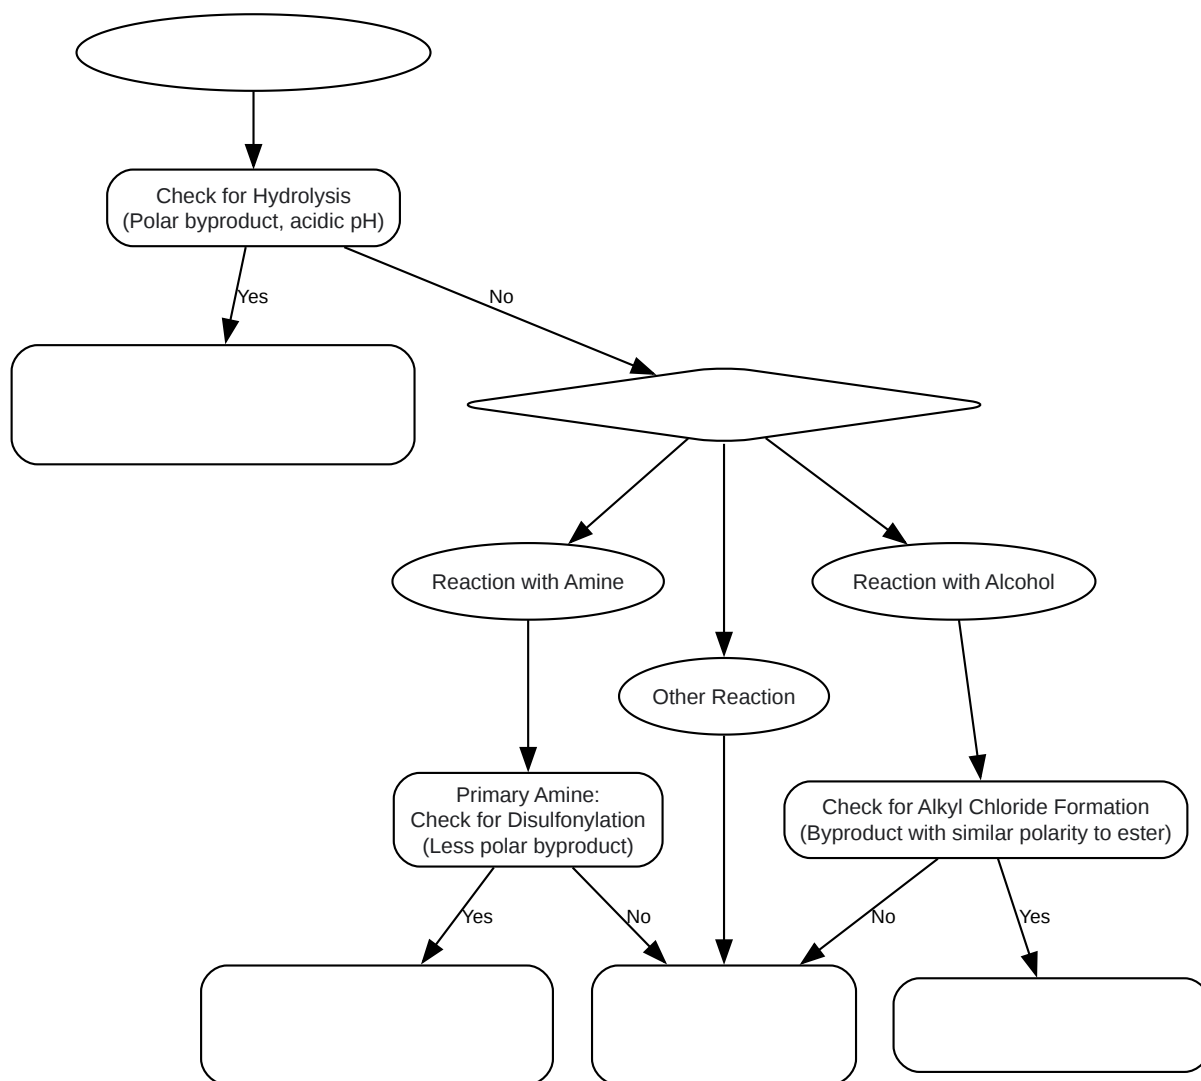 Check for Hydrolysis
(Polar byproduct, acidic pH)
Yes
No
Reaction with Amine
Reaction with Alcohol
Other Reaction
Primary Amine:
Check for Disulfonylation
(Less polar byproduct)
Check for Alkyl Chloride Formation
(Byproduct with similar polarity to ester)
Yes
No
No
Yes